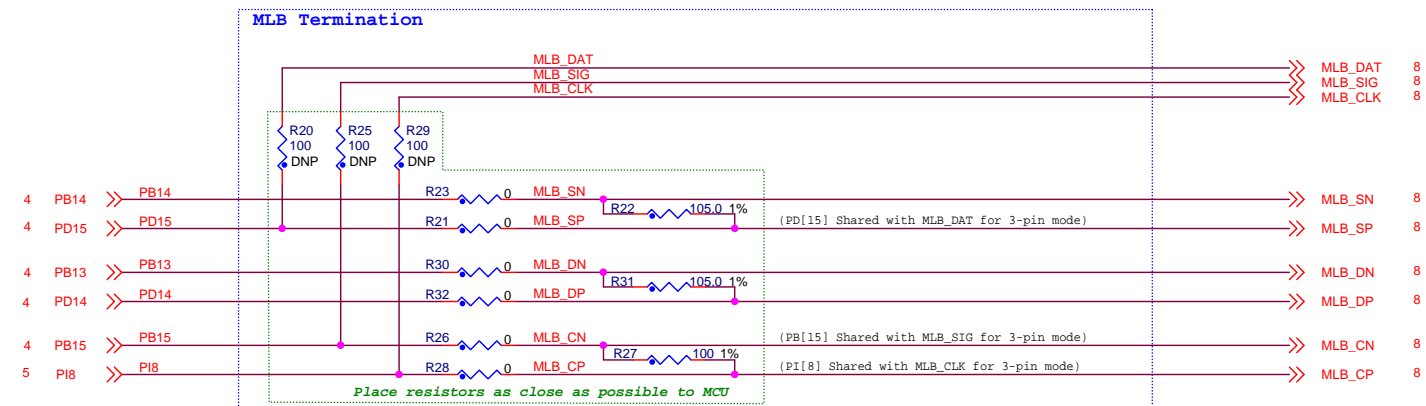 MLB Termination
MLB_DAT
MLB_DAT 8
MLB_SIG
MLB_SIG 8
MLB_CLK
MLB_CLK 8
R20 R25 R29
100 100 100
DNP DNP DNP
4 PB14 PB14 R23 0 MLB_SN MLB_SN 8
R22 105.0 1%
4 PD15 PD15 R21 0 MLB_SP (PD[15] Shared with MLB_DAT for 3-pin mode) MLB_SP 8
4 PB13 PB13 R30 0 MLB_DN MLB_DN 8
R31 105.0 1%
4 PD14 PD14 R32 0 MLB_DP MLB_DP 8
4 PB15 PB15 R26 0 MLB_CN (PB[15] Shared with MLB_SIG for 3-pin mode) MLB_CN 8
R27 100 1%
5 PI8 PI8 R28 0 MLB_CP (PI[8] Shared with MLB_CLK for 3-pin mode) MLB_CP 8
Place resistors as close as possible to MCU